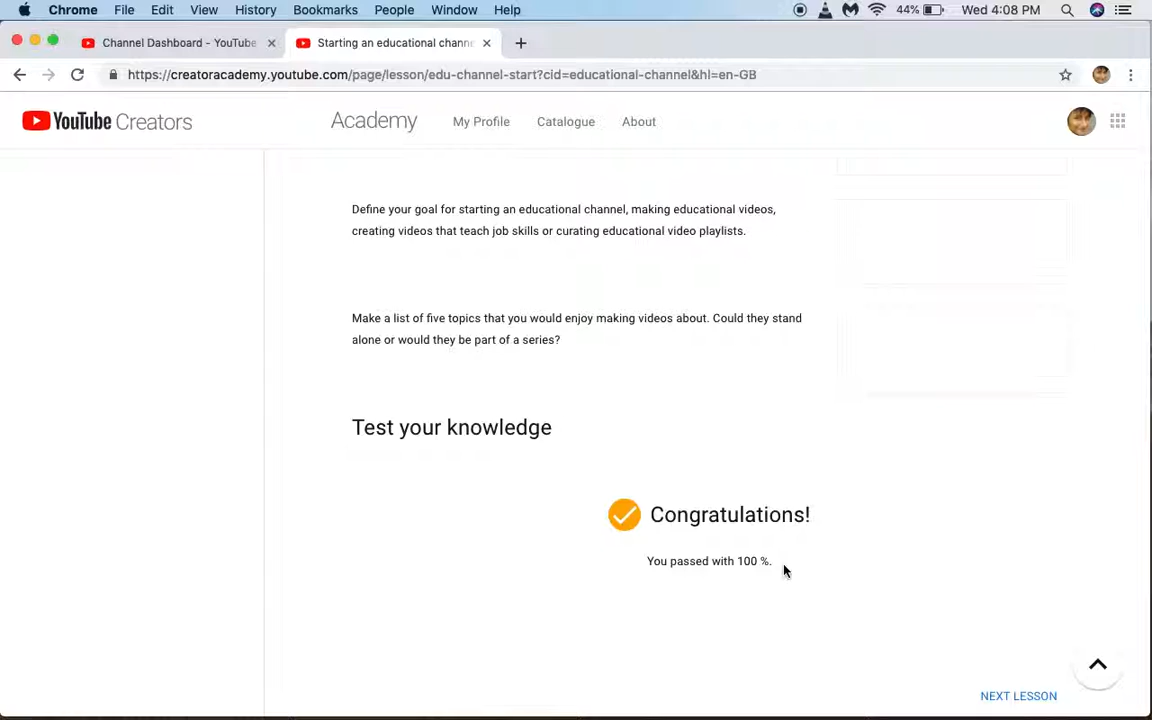 Chrome File Edit View History Bookmarks People Window Help 44% Wed 4:08 PM
Channel Dashboard - YouTube Starting an educational chann
https://creatoracademy.youtube.com/page/lesson/edu-channel-start?cid=educational-channel&hl=en-GB
YouTube Creators Academy My Profile Catalogue About
Define your goal for starting an educational channel, making educational videos,
creating videos that teach job skills or curating educational video playlists.
Make a list of five topics that you would enjoy making videos about. Could they stand
alone or would they be part of a series?
Test your knowledge
Congratulations!
You passed with 100 %.
NEXT LESSON